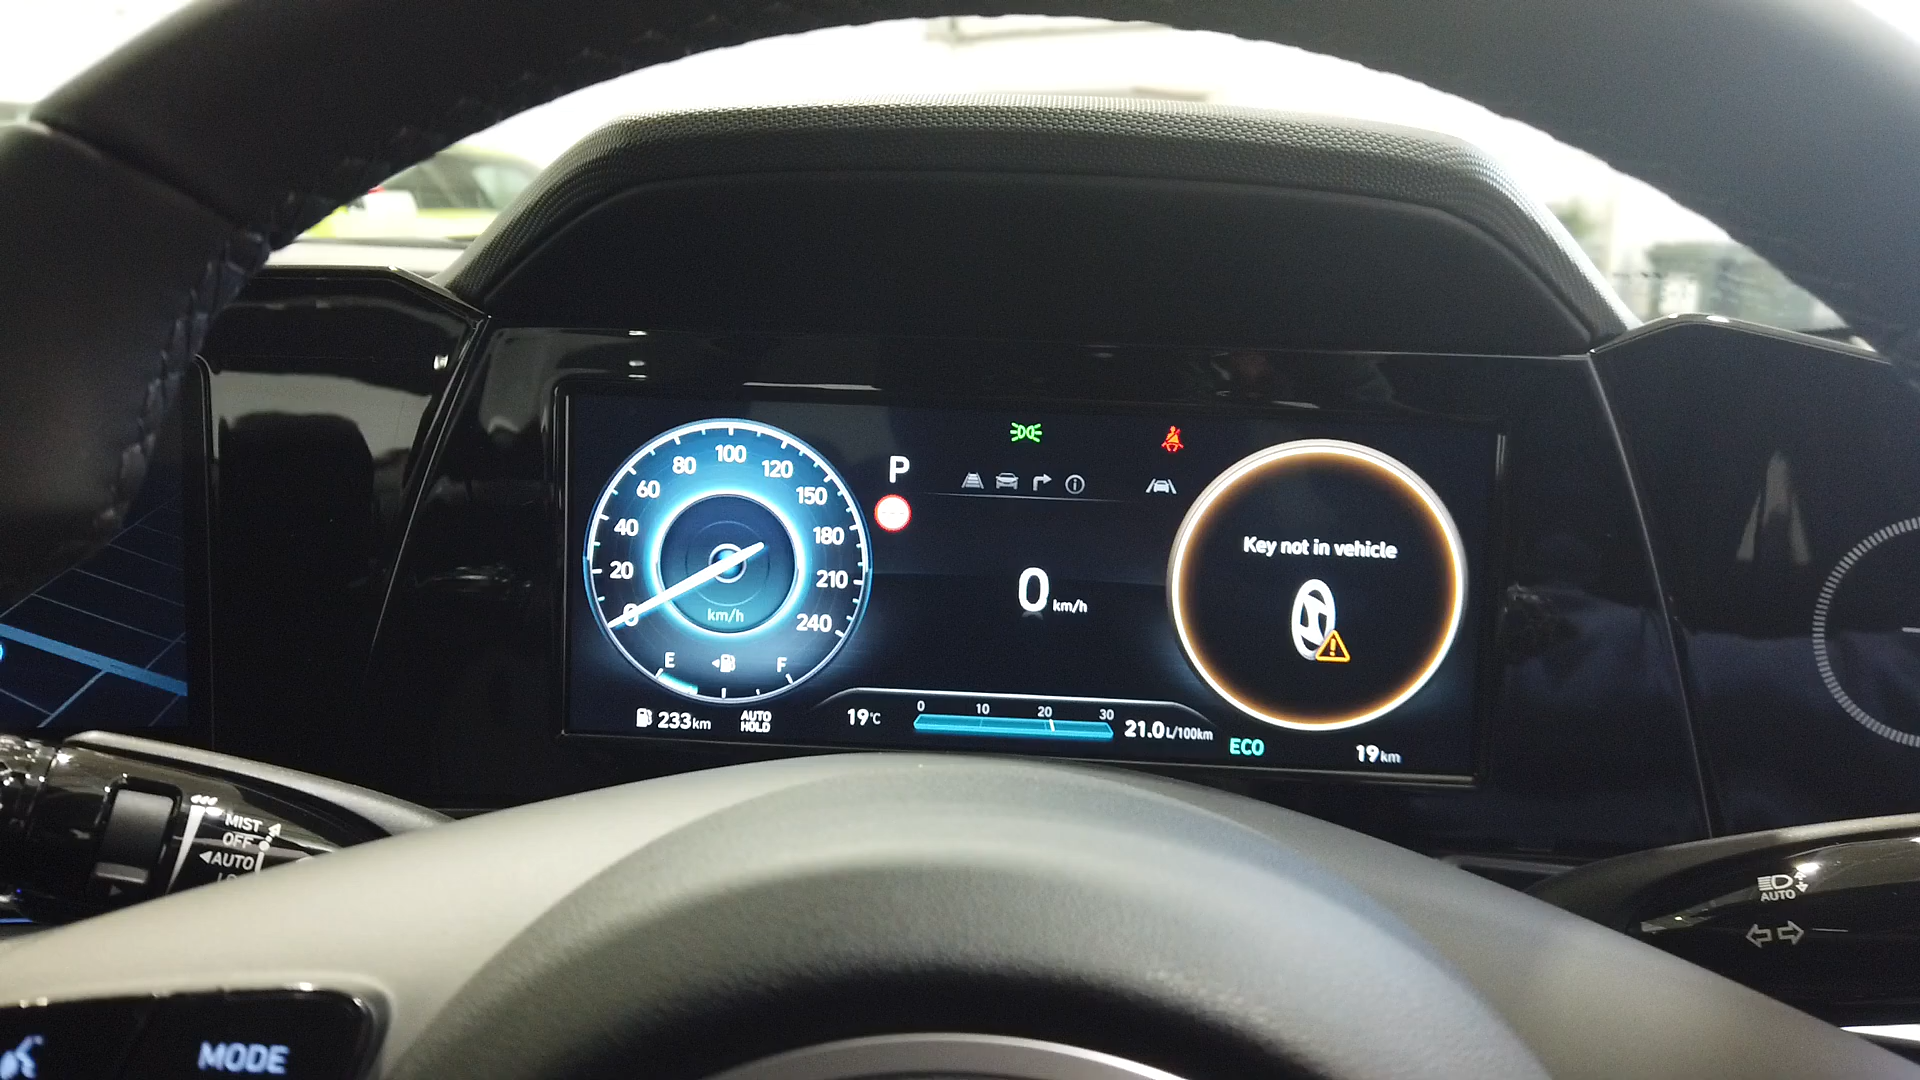 100
80
120
60
150
40
180
20
210
0
240
km/h
E
F
233km
AUTO
HOLD
P
0 km/h
19°C
0 10 20 30
21.0L/100km
Key not in vehicle
ECO
19km
MIST
OFF
◄AUTO
AUTO
MODE